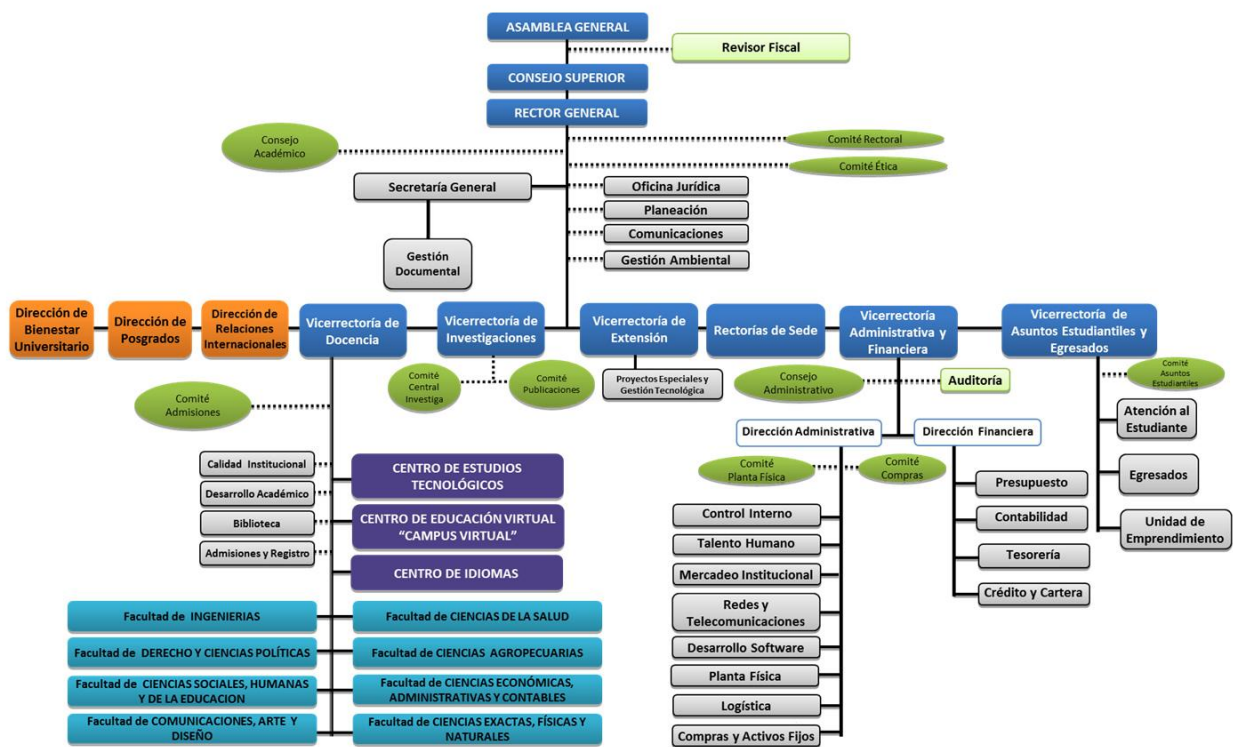 ASAMBLEA GENERAL
Revisor Fiscal
CONSEJO SUPERIOR
RECTOR GENERAL
Consejo
Académico
Comité Rectoral
Comité Ética
Secretaría General
Oficina Jurídica
Planeación
Comunicaciones
Gestión Ambiental
Gestión
Documental
Dirección de
Bienestar
Universitario
Dirección de
Posgrados
Dirección de
Relaciones
Internacionales
Vicerrectoría de
Docencia
Vicerrectoría de
Investigaciones
Vicerrectoría de
Extensión
Rectorías de Sede
Vicerrectoría
Administrativa y
Financiera
Vicerrectoría de
Asuntos Estudiantiles y
Egresados
Comité
Admisiones
Comité
Central
Investiga
Comité
Publicaciones
Proyectos Especiales y
Gestión Tecnológica
Consejo
Administrativo
Auditoría
Comité
Asuntos
Estudiantiles
Atención al
Estudiante
Egresados
Unidad de
Emprendimiento
Dirección Administrativa
Dirección Financiera
Comité
Planta Física
Comité
Compras
Calidad Institucional
Desarrollo Académico
Biblioteca
Admisiones y Registro
CENTRO DE ESTUDIOS
TECNOLÓGICOS
CENTRO DE EDUCACIÓN VIRTUAL
“CAMPUS VIRTUAL”
CENTRO DE IDIOMAS
Control Interno
Talento Humano
Mercadeo Institucional
Redes y
Telecomunicaciones
Desarrollo Software
Planta Física
Logística
Compras y Activos Fijos
Presupuesto
Contabilidad
Tesorería
Crédito y Cartera
Facultad de INGENIERIAS
Facultad de CIENCIAS DE LA SALUD
Facultad de DERECHO Y CIENCIAS POLÍTICAS
Facultad de CIENCIAS AGROPECUARIAS
Facultad de CIENCIAS SOCIALES, HUMANAS
Y DE LA EDUCACION
Facultad de CIENCIAS ECONÓMICAS,
ADMINISTRATIVAS Y CONTABLES
Facultad de COMUNICACIONES, ARTE Y
DISEÑO
Facultad de CIENCIAS EXACTAS, FÍSICAS Y
NATURALES